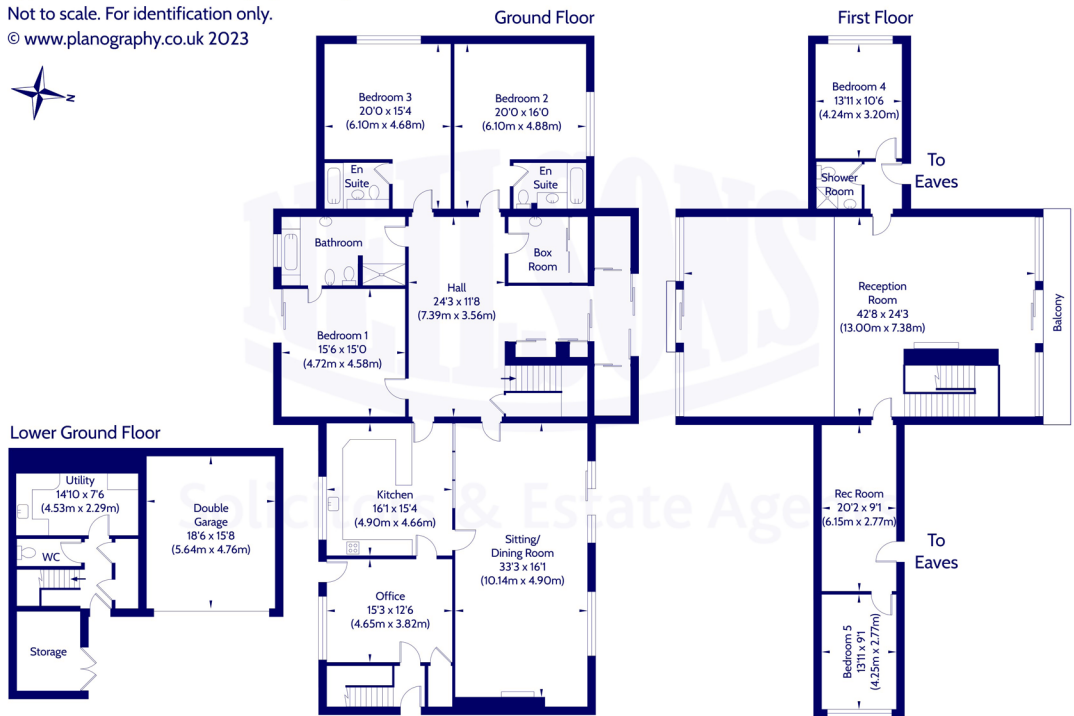 Not to scale. For identification only.
© www.planography.co.uk 2023
N
Ground Floor
First Floor
Bedroom 3
20'0 x 15'4
(6.10m x 4.68m)
Bedroom 2
20'0 x 16'0
(6.10m x 4.88m)
Bedroom 4
13'11 x 10'6
(4.24m x 3.20m)
To
Eaves
En
Suite
En
Suite
Shower
Room
Bathroom
Box
Room
Hall
24'3 x 11'8
(7.39m x 3.56m)
Reception
Room
42'8 x 24'3
(13.00m x 7.38m)
Balcony
Bedroom 1
15'6 x 15'0
(4.72m x 4.58m)
NEILSONS
Solicitors & Estate Agents
Lower Ground Floor
Utility
14'10 x 7'6
(4.53m x 2.29m)
Double
Garage
18'6 x 15'8
(5.64m x 4.76m)
WC
Storage
Kitchen
16'1 x 15'4
(4.90m x 4.66m)
Sitting/
Dining Room
33'3 x 16'1
(10.14m x 4.90m)
Office
15'3 x 12'6
(4.65m x 3.82m)
Rec Room
20'2 x 9'1
(6.15m x 2.77m)
To
Eaves
Bedroom 5
13'11 x 9'1
(4.25m x 2.77m)